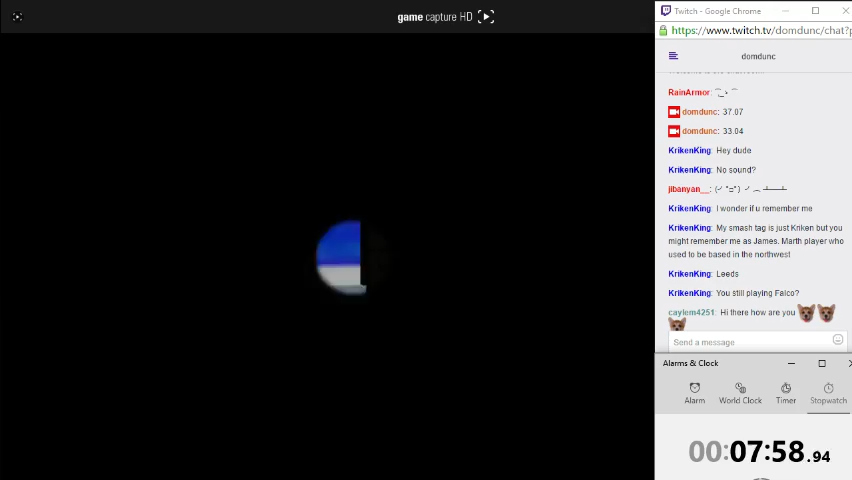 game capture HD
Twitch - Google Chrome
https://www.twitch.tv/domdunc/chat?
domdunc
RainArmor:
domdunc: 37.07
domdunc: 33.04
KrikenKing: Hey dude
KrikenKing: No sound?
jibanyan__:
KrikenKing: I wonder if u remember me
KrikenKing: My smash tag is just Kriken but you
might remember me as James. Marth player who
used to be based in the northwest
KrikenKing: Leeds
KrikenKing: You still playing Falco?
caylem4251: Hi there how are you
Send a message
Alarms & Clock
Alarm World Clock Timer Stopwatch
00:07:58.94